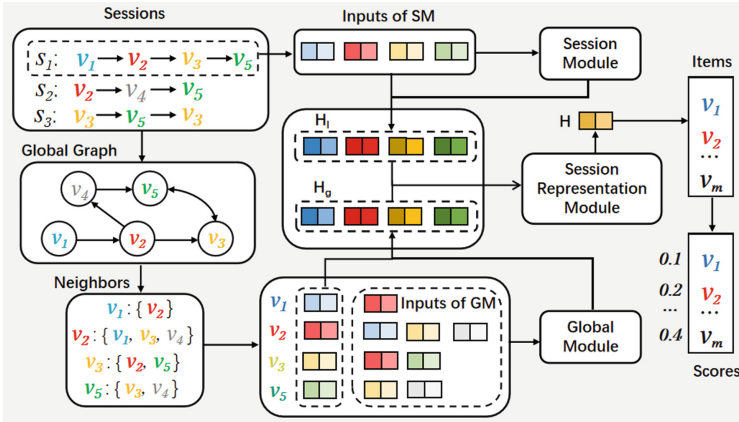 Sessions
S1: v1 v2 v3 v5
S2: v2 v4 v5
S3: v3 v5 v3
Inputs of SM
Session
Module
Items
v1
v2
...
vm
Global Graph
v4 v5
v1 v2 v3
Hl
Hg
H
Session
Representation
Module
Neighbors
v1: { v2 }
v2: { v1, v3, v4 }
v3: { v2, v5 }
v5: { v3, v4 }
v1
v2
v3
v5
Inputs of GM
Global
Module
0.1 v1
0.2 v2
... ...
0.4 vm
Scores